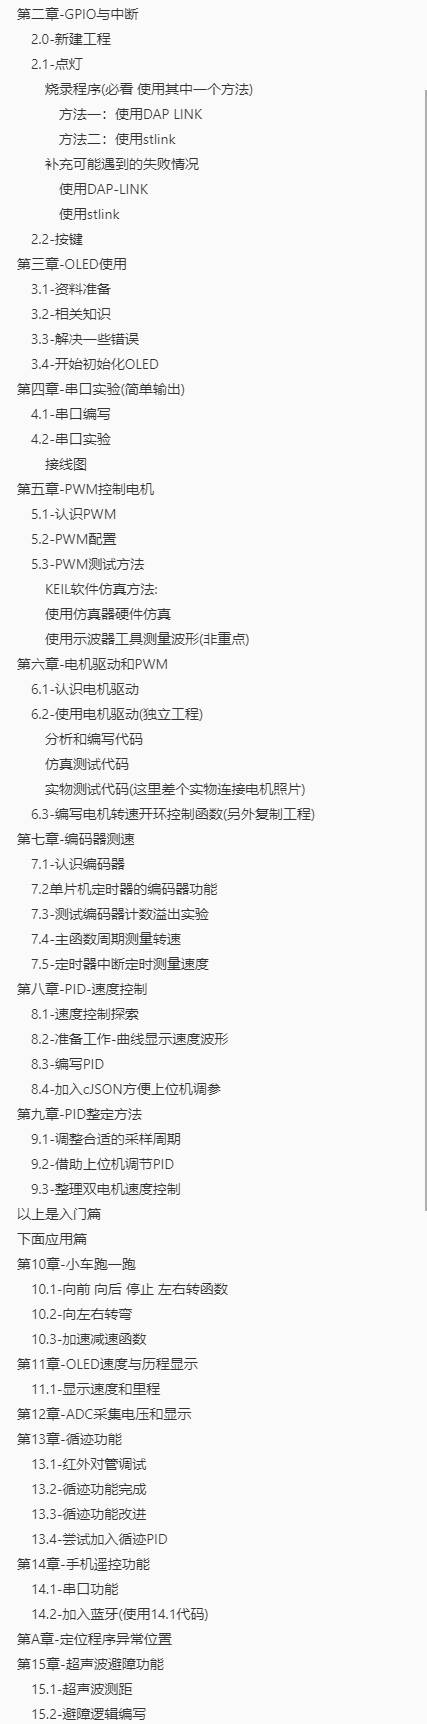 第二章-GPIO与中断
2.0-新建工程
2.1-点灯
烧录程序(必看 使用其中一个方法)
方法一：使用DAP LINK
方法二：使用stlink
补充可能遇到的失败情况
使用DAP-LINK
使用stlink
2.2-按键
第三章-OLED使用
3.1-资料准备
3.2-相关知识
3.3-解决一些错误
3.4-开始初始化OLED
第四章-串口实验(简单输出)
4.1-串口编写
4.2-串口实验
接线图
第五章-PWM控制电机
5.1-认识PWM
5.2-PWM配置
5.3-PWM测试方法
KEIL软件仿真方法:
使用仿真器硬件仿真
使用示波器工具测量波形(非重点)
第六章-电机驱动和PWM
6.1-认识电机驱动
6.2-使用电机驱动(独立工程)
分析和编写代码
仿真测试代码
实物测试代码(这里差个实物连接电机照片)
6.3-编写电机转速开环控制函数(另外复制工程)
第七章-编码器测速
7.1-认识编码器
7.2单片机定时器的编码器功能
7.3-测试编码器计数溢出实验
7.4-主函数周期测量转速
7.5-定时器中断定时测量速度
第八章-PID-速度控制
8.1-速度控制探索
8.2-准备工作-曲线显示速度波形
8.3-编写PID
8.4-加入cJSON方便上位机调参
第九章-PID整定方法
9.1-调整合适的采样周期
9.2-借助上位机调节PID
9.3-整理双电机速度控制
以上是入门篇
下面应用篇
第10章-小车跑一跑
10.1-向前 向后 停止 左右转函数
10.2-向左右转弯
10.3-加速减速函数
第11章-OLED速度与历程显示
11.1-显示速度和里程
第12章-ADC采集电压和显示
第13章-循迹功能
13.1-红外对管调试
13.2-循迹功能完成
13.3-循迹功能改进
13.4-尝试加入循迹PID
第14章-手机遥控功能
14.1-串口功能
14.2-加入蓝牙(使用14.1代码)
第A章-定位程序异常位置
第15章-超声波避障功能
15.1-超声波测距
15.2-避障逻辑编写